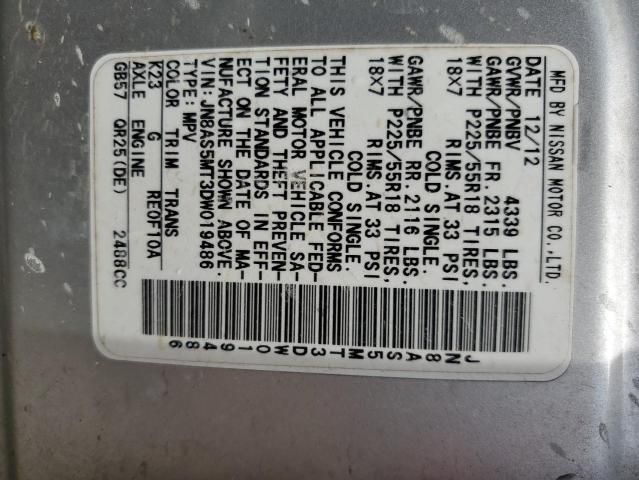 MFD BY NISSAN MOTOR CO.,LTD.
DATE 12/12
GVWR/PNBV 4339 LBS.
GAWR/PNBE FR. 2315 LBS.
WITH P225/55R18 TIRES,
18X7 RIMS.AT 33 PSI
COLD SINGLE.
GAWR/PNBE RR. 2116 LBS.
WITH P225/55R18 TIRES,
18X7 RIMS.AT 33 PSI
COLD SINGLE.
THIS VEHICLE CONFORMS
TO ALL APPLICABLE FED-
ERAL MOTOR VEHICLE SA-
FETY AND THEFT PREVEN-
TION STANDARDS IN EFF-
ECT ON THE DATE OF MA-
NUFACTURE SHOWN ABOVE.
VIN:JN8AS5MT3DW019486
TYPE:MPV
COLOR TRIM TRANS
K23 G RE0F10A
AXLE ENGINE
GB57 QR25(DE) 2488CC
JN8AS5MT3DW019486